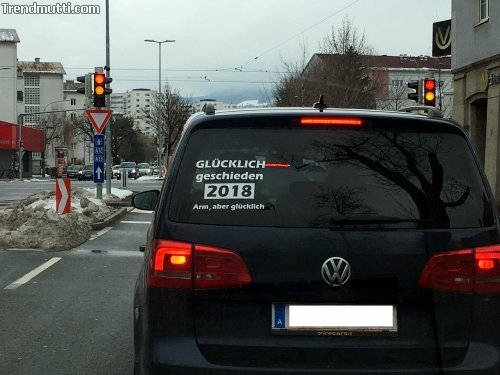 Trendmutti.com
GLÜCKLICH
geschieden
2018
Arm, aber glücklich
A